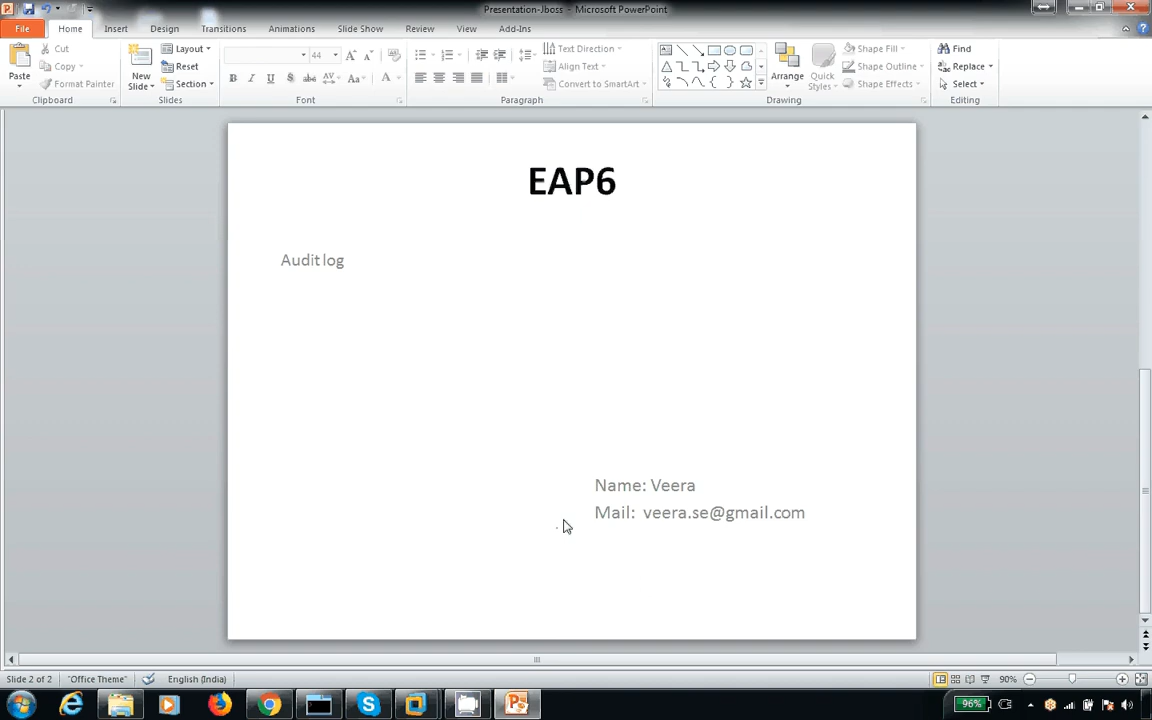 Presentation-Jboss - Microsoft PowerPoint
File Home Insert Design Transitions Animations Slide Show Review View Add-Ins
Cut Layout 44 Text Direction Shape Fill Find
Paste Copy New Slide Reset Align Text Arrange Quick Styles Shape Outline Replace
Format Painter Section Convert to SmartArt Shape Effects Select
Clipboard Slides Font Paragraph Drawing Editing
EAP6
Audit log
Name: Veera
Mail: veera.se@gmail.com
Slide 2 of 2 "Office Theme" English (India) 90%
96%